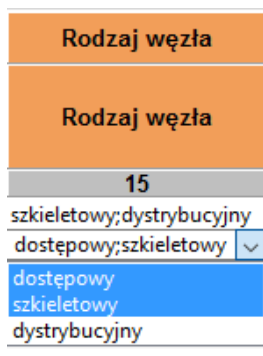 Rodzaj węzła
Rodzaj węzła
15
szkieletowy;dystrybucyjny
dostępowy;szkieletowy
dostępowy
szkieletowy
dystrybucyjny